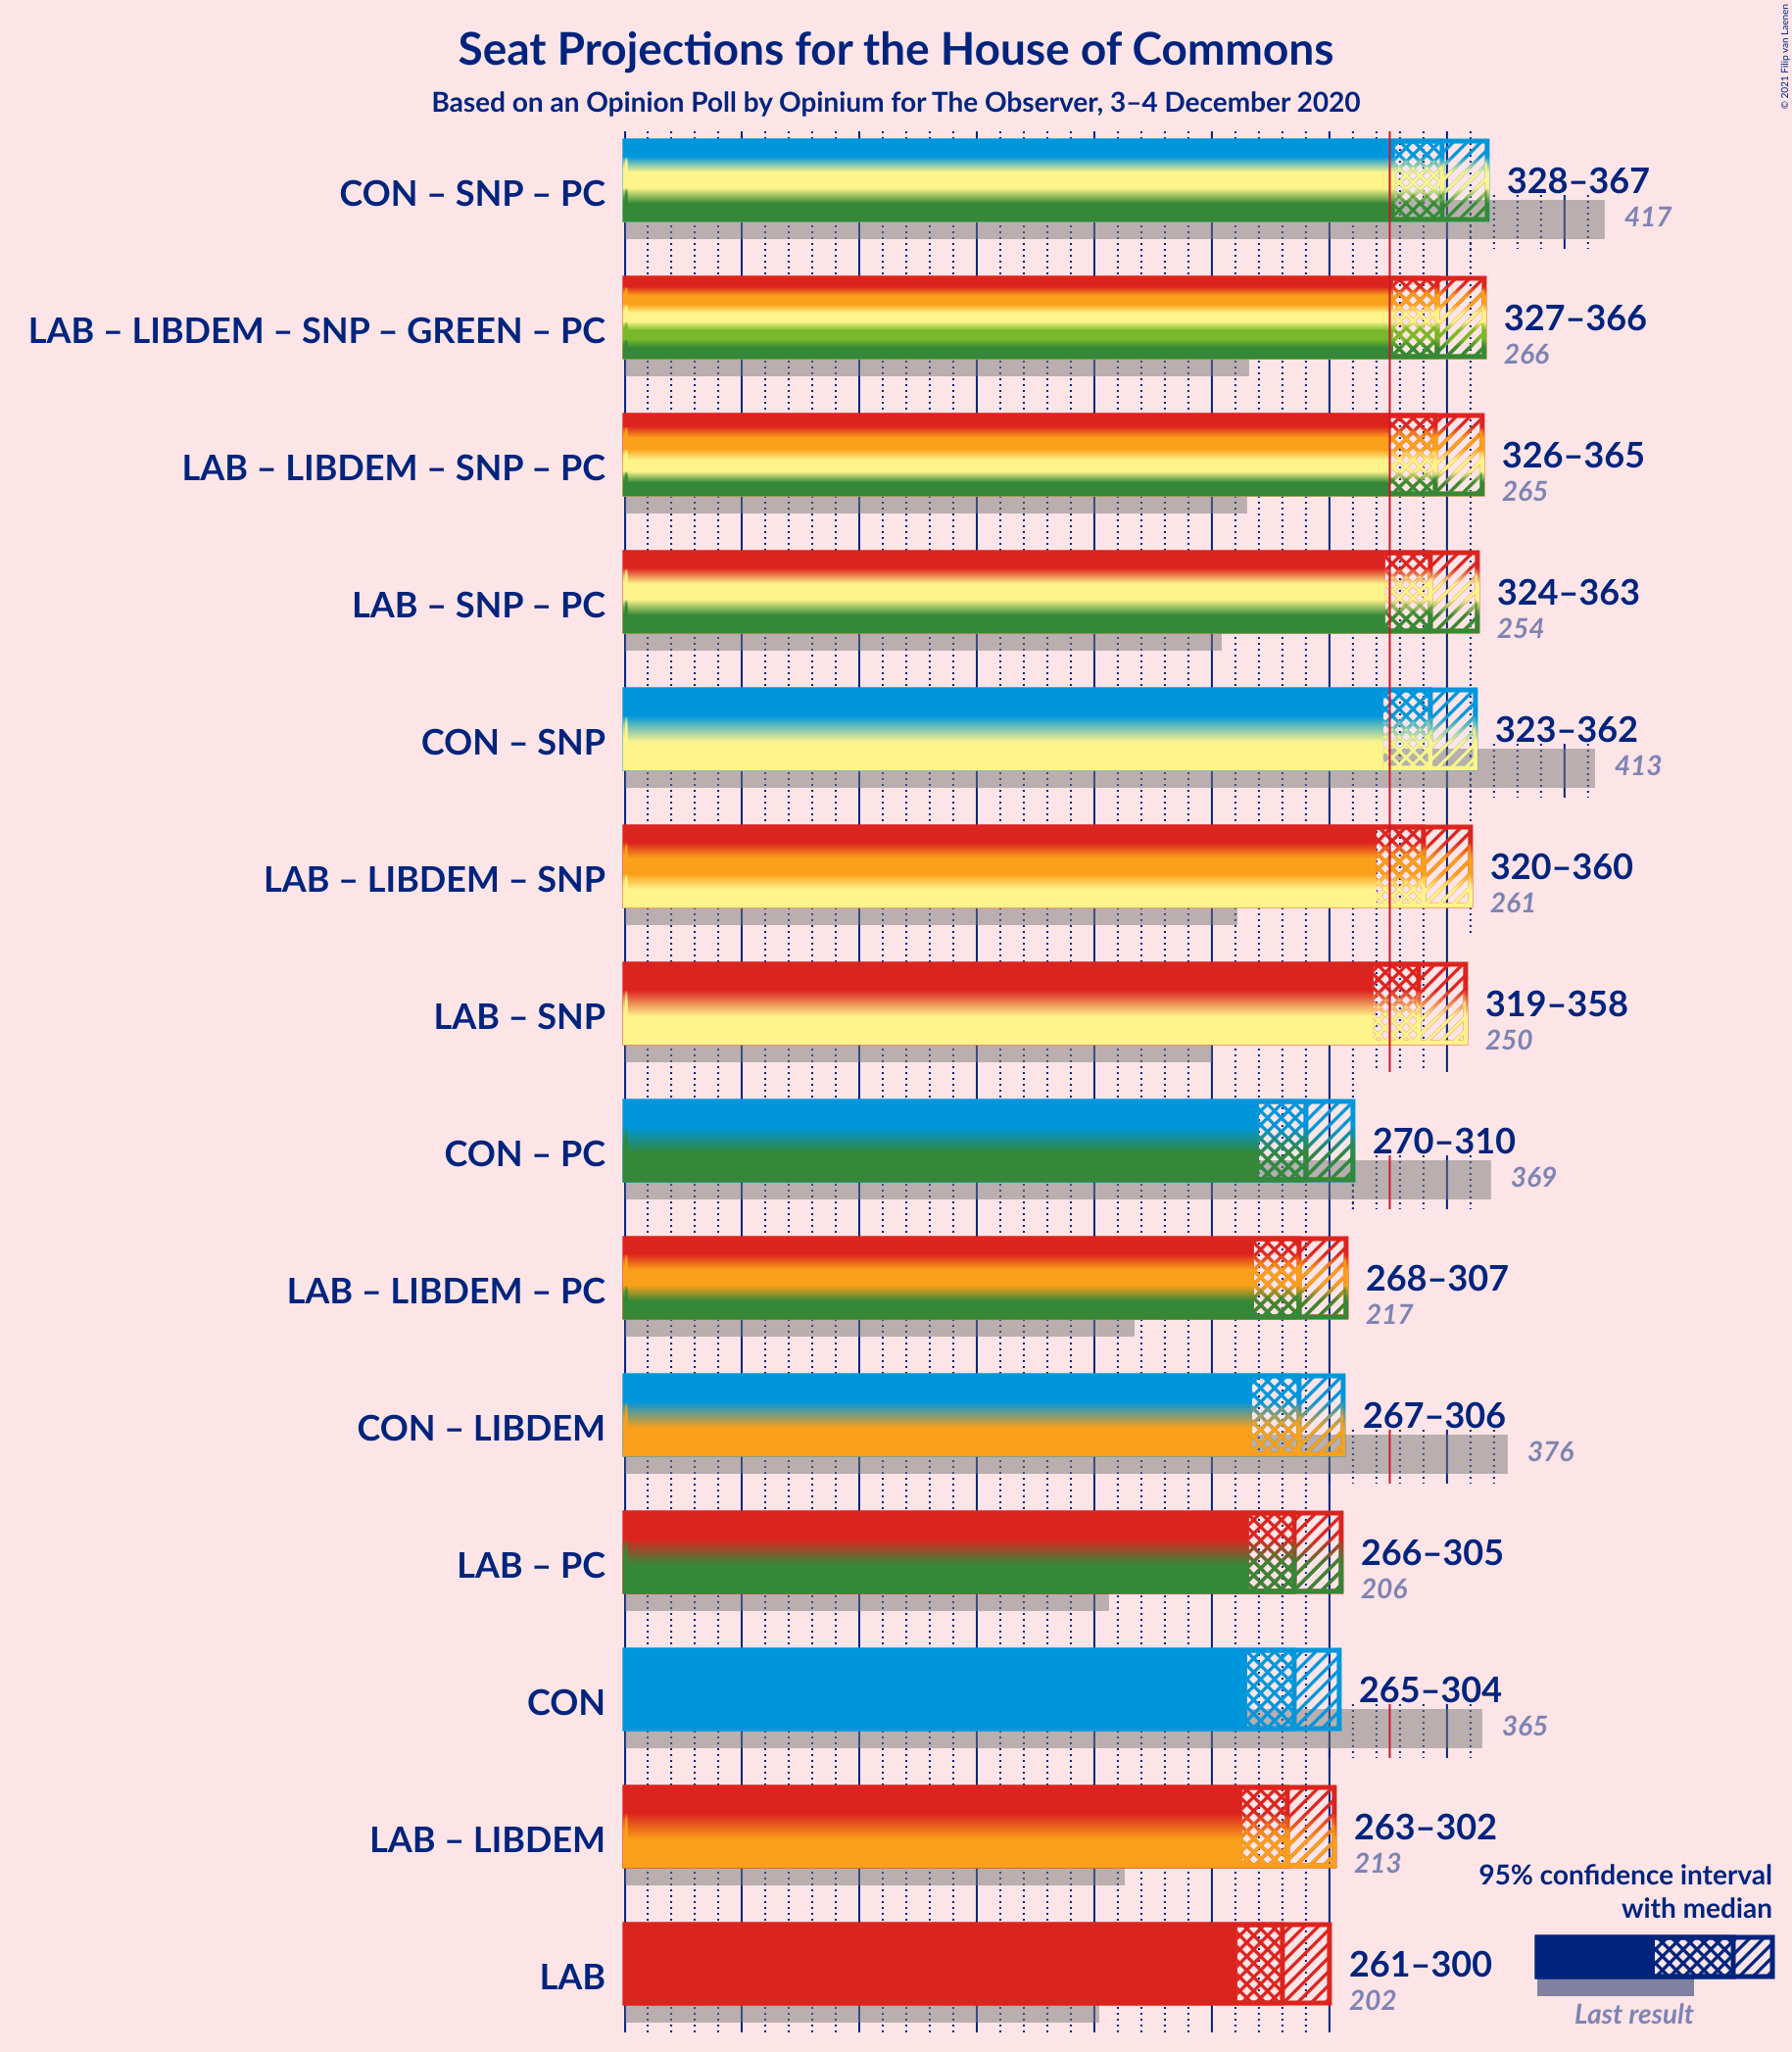 Seat Projections for the House of Commons
Based on an Opinion Poll by Opinium for The Observer, 3–4 December 2020
© 2021 Filip van Laenen
CON – SNP – PC
328–367
417
LAB – LIBDEM – SNP – GREEN – PC
327–366
266
LAB – LIBDEM – SNP – PC
326–365
265
LAB – SNP – PC
324–363
254
CON – SNP
323–362
413
LAB – LIBDEM – SNP
320–360
261
LAB – SNP
319–358
250
CON – PC
270–310
369
LAB – LIBDEM – PC
268–307
217
CON – LIBDEM
267–306
376
LAB – PC
266–305
206
CON
265–304
365
LAB – LIBDEM
263–302
213
LAB
261–300
202
95% confidence interval
with median
Last result